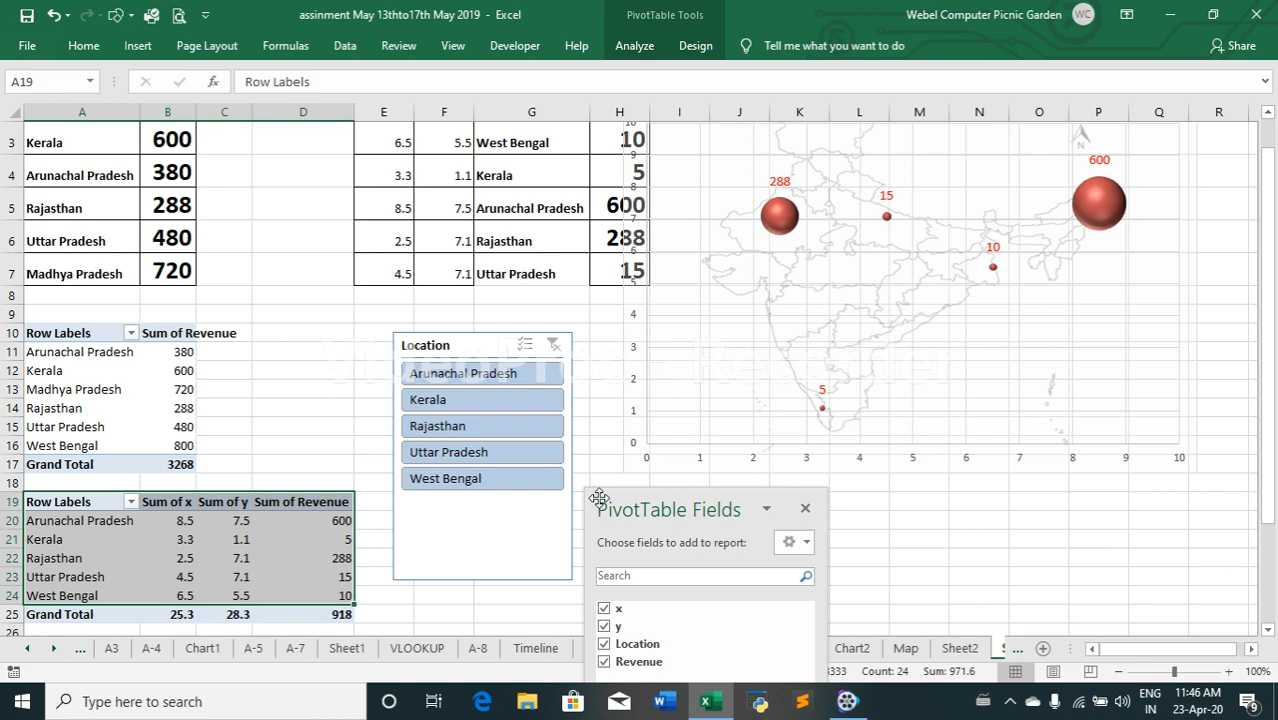 assinment May 13thto17th May 2019 - Excel
PivotTable Tools
Webel Computer Picnic Garden
WC
File Home Insert Page Layout Formulas Data Review View Developer Help Analyze Design Tell me what you want to do Share
A19
Row Labels
A B C D E F G H I J K L M N O P Q R
3 Kerala 600 6.5 5.5 West Bengal 10
4 Arunachal Pradesh 380 3.3 1.1 Kerala 5
5 Rajasthan 288 8.5 7.5 Arunachal Pradesh 600
6 Uttar Pradesh 480 2.5 7.1 Rajasthan 288
7 Madhya Pradesh 720 4.5 7.1 Uttar Pradesh 15
8
9
10 Row Labels Sum of Revenue
11 Arunachal Pradesh 380
12 Kerala 600
13 Madhya Pradesh 720
14 Rajasthan 288
15 Uttar Pradesh 480
16 West Bengal 800
17 Grand Total 3268
18
19 Row Labels Sum of x Sum of y Sum of Revenue
20 Arunachal Pradesh 8.5 7.5 600
21 Kerala 3.3 1.1 5
22 Rajasthan 2.5 7.1 288
23 Uttar Pradesh 4.5 7.1 15
24 West Bengal 6.5 5.5 10
25 Grand Total 25.3 28.3 918
26
Location
Arunachal Pradesh
Kerala
Rajasthan
Uttar Pradesh
West Bengal
10
9
8
7
6
5
4
3
2
1
0
0 1 2 3 4 5 6 7 8 9 10
N
600
288
15
10
5
PivotTable Fields
Choose fields to add to report:
Search
x
y
Location
Revenue
... A3 A-4 Chart1 A-5 A-7 Sheet1 VLOOKUP A-8 Timeline Chart2 Map Sheet2 ...
3333 Count: 24 Sum: 971.6 100%
Type here to search
ENG
IN
11:46 AM
23-Apr-20
9